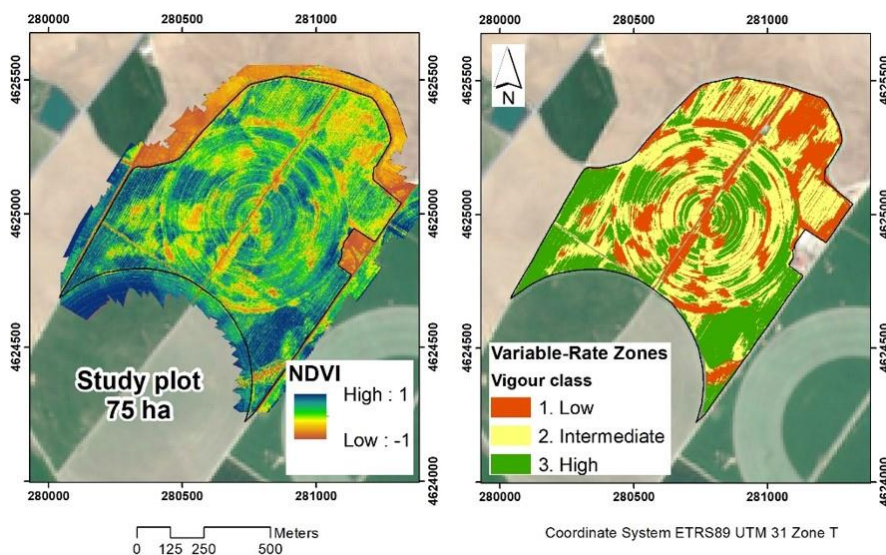 280000 280500 281000
280000 280500 281000
4625500
4625000
4624500
Study plot
75 ha
NDVI
High : 1
Low : -1
280000 280500 281000
Meters
0 125 250 500
N
4625500
4625000
4624500
4624000
Variable-Rate Zones
Vigour class
1. Low
2. Intermediate
3. High
280000 280500 281000
Coordinate System ETRS89 UTM 31 Zone T